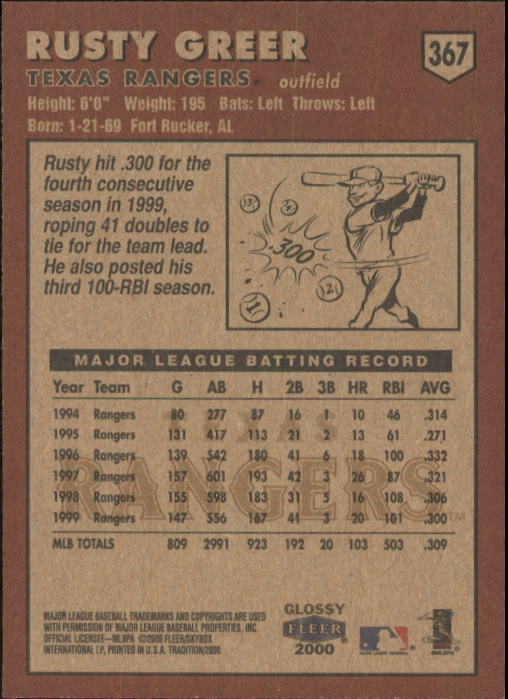 RUSTY GREER
367
TEXAS RANGERS® outfield
Height: 6'0" Weight: 195 Bats: Left Throws: Left
Born: 1-21-69 Fort Rucker, AL
Rusty hit .300 for the
fourth consecutive
season in 1999,
roping 41 doubles to
tie for the team lead.
He also posted his
third 100-RBI season.
.300
MAJOR LEAGUE BATTING RECORD
Year Team G AB H 2B 3B HR RBI AVG
1994 Rangers 80 277 87 16 1 10 46 .314
1995 Rangers 131 417 113 21 2 13 61 .271
1996 Rangers 139 542 180 41 6 18 100 .332
1997 Rangers 157 601 193 42 3 26 87 .321
1998 Rangers 155 598 183 31 5 16 108 .306
1999 Rangers 147 556 167 41 3 20 101 .300
MLB TOTALS 809 2991 923 192 20 103 503 .309
TEXAS
RANGERS™
MAJOR LEAGUE BASEBALL TRADEMARKS AND COPYRIGHTS ARE USED
WITH PERMISSION OF MAJOR LEAGUE BASEBALL PROPERTIES, INC.
OFFICIAL LICENSEE—MLBPA ©2000 FLEER/SKYBOX
INTERNATIONAL LP, PRINTED IN U.S.A. TRADITION/2000
GLOSSY
FLEER
2000
MAJOR LEAGUE BASEBALL
©MLBPA